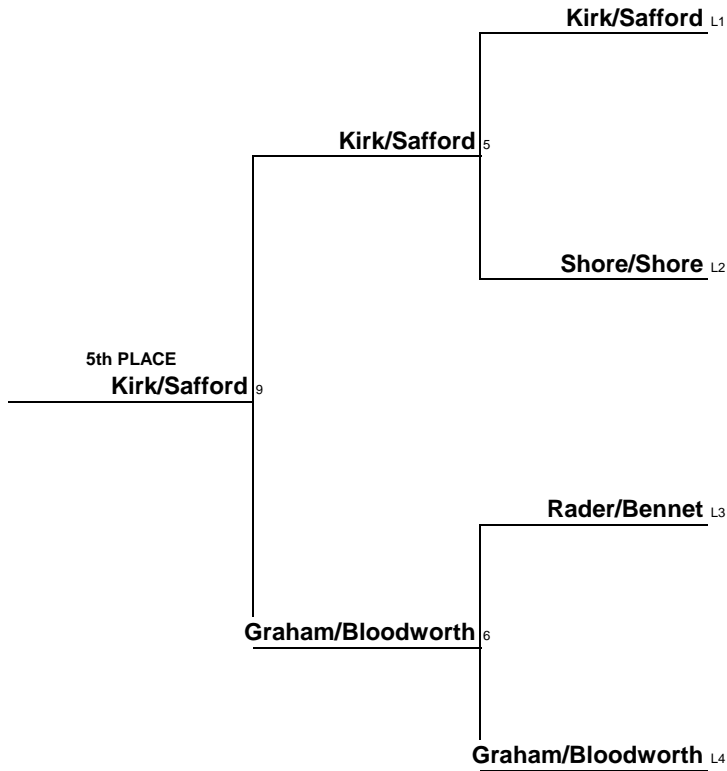 Kirk/Safford L1
Kirk/Safford 5
Shore/Shore L2
5th PLACE
Kirk/Safford 9
Rader/Bennet L3
Graham/Bloodworth 6
Graham/Bloodworth L4